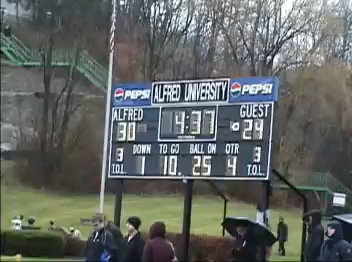 PEPSI ALFRED UNIVERSITY PEPSI
ALFRED 4:37 GUEST
30 24
3 DOWN TO GO BALL ON QTR 3
T.O.L. 1 10 25 4 T.O.L.